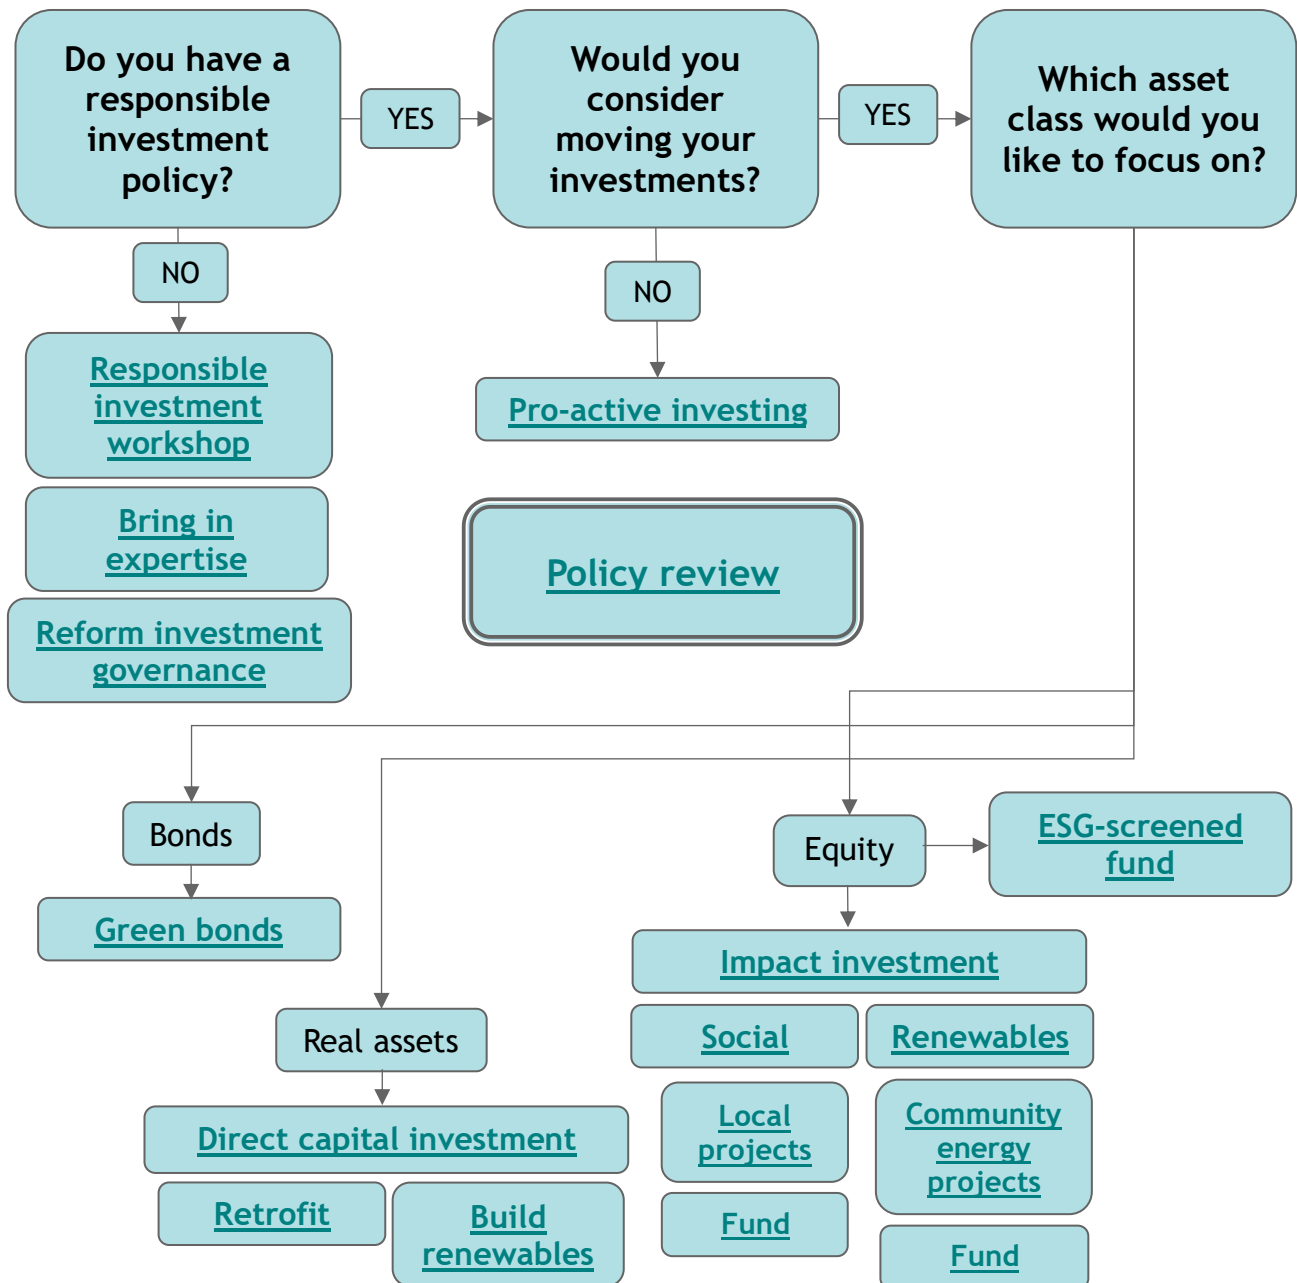 Do you have a
responsible
investment
policy?
YES
Would you
consider
moving your
investments?
YES
Which asset
class would you
like to focus on?
NO
NO
Responsible
investment
workshop
Pro-active investing
Bring in
expertise
Policy review
Reform investment
governance
Bonds
Green bonds
Equity
ESG-screened
fund
Impact investment
Real assets
Social
Renewables
Direct capital investment
Local
projects
Community
energy
projects
Retrofit
Build
renewables
Fund
Fund